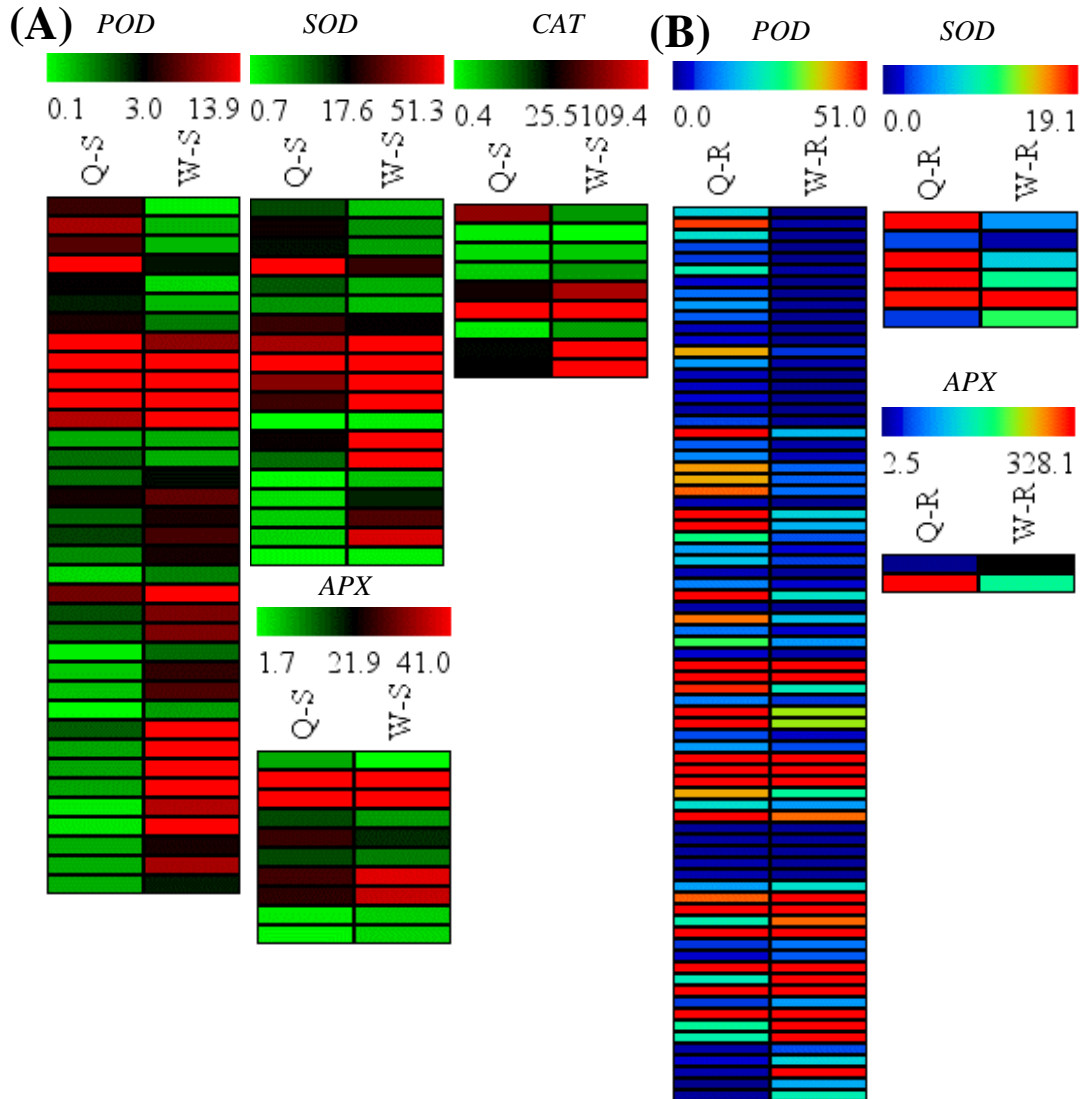 (A) POD SOD CAT (B) POD SOD
0.1 3.0 13.9 0.7 17.6 51.3 0.4 25.5109.4 0.0 51.0 0.0 19.1
Q-S W-S Q-S W-S Q-S W-S Q-R W-R Q-R W-R
APX
2.5 328.1
Q-R W-R
APX
1.7 21.9 41.0
Q-S W-S